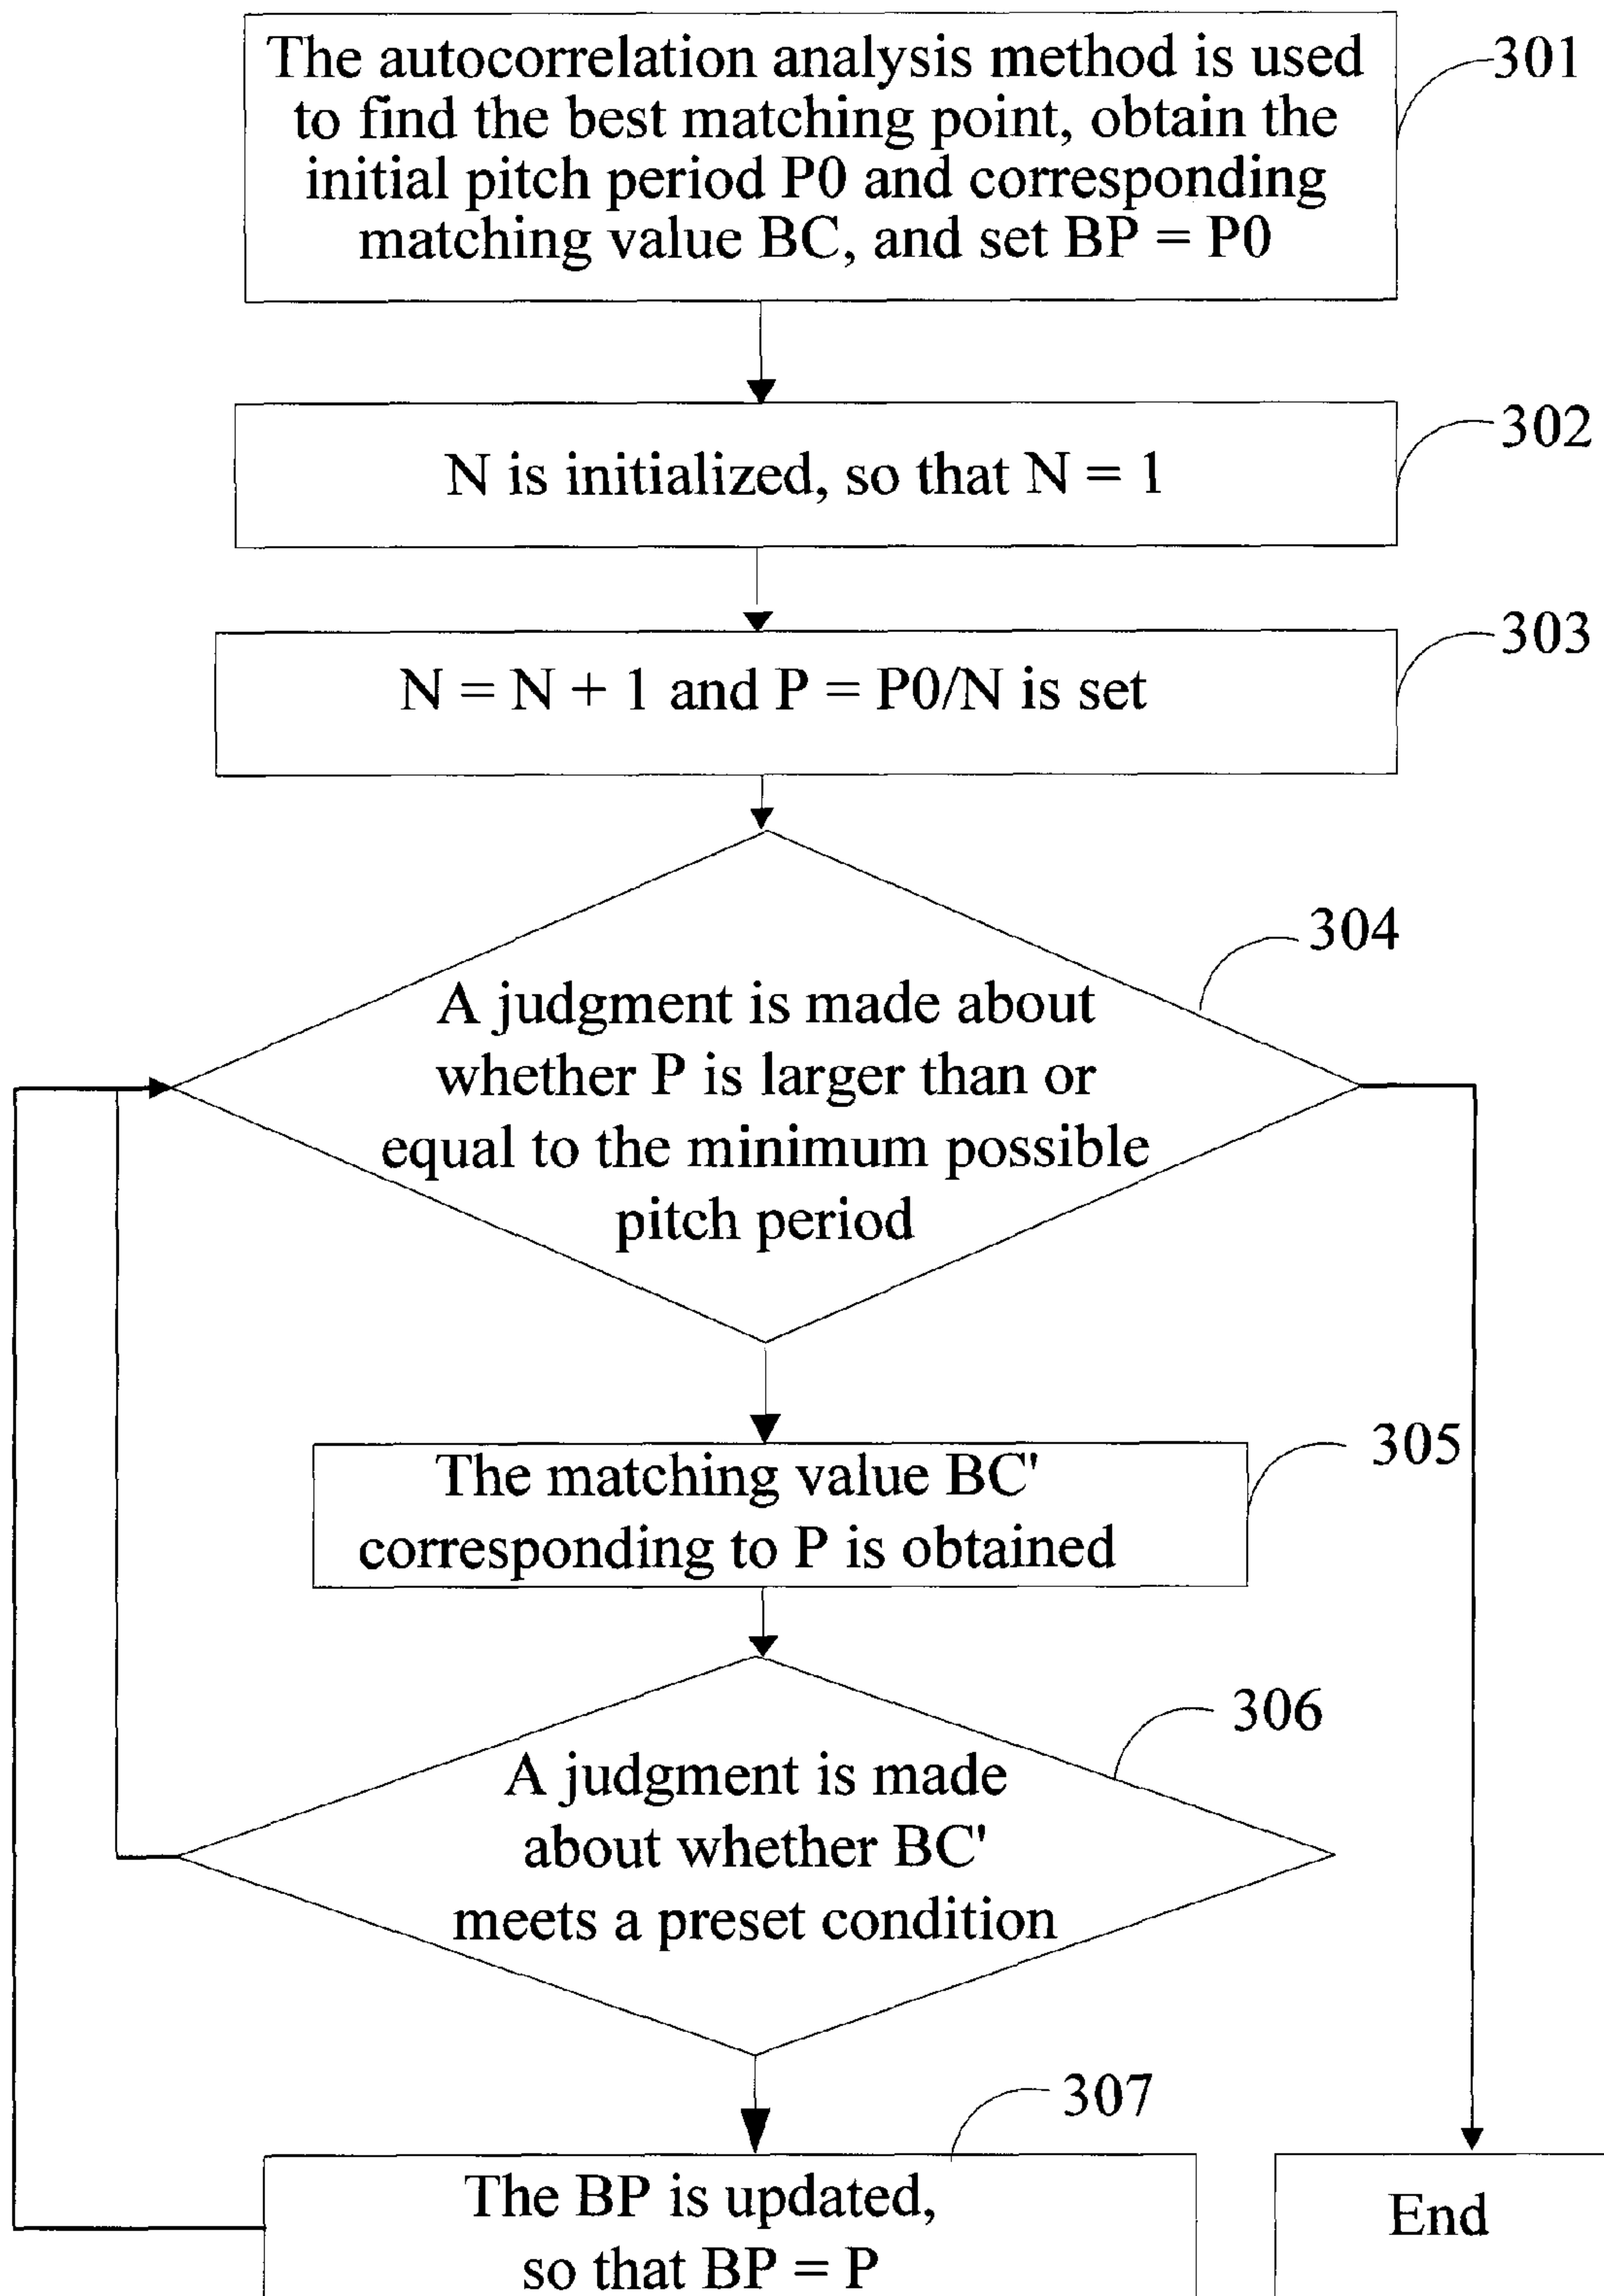 The autocorrelation analysis method is used
to find the best matching point, obtain the
initial pitch period P0 and corresponding
matching value BC, and set BP = P0
301
N is initialized, so that N = 1
302
N = N + 1 and P = P0/N is set
303
A judgment is made about
whether P is larger than or
equal to the minimum possible
pitch period
304
The matching value BC'
corresponding to P is obtained
305
A judgment is made
about whether BC'
meets a preset condition
306
The BP is updated,
so that BP = P
307
End